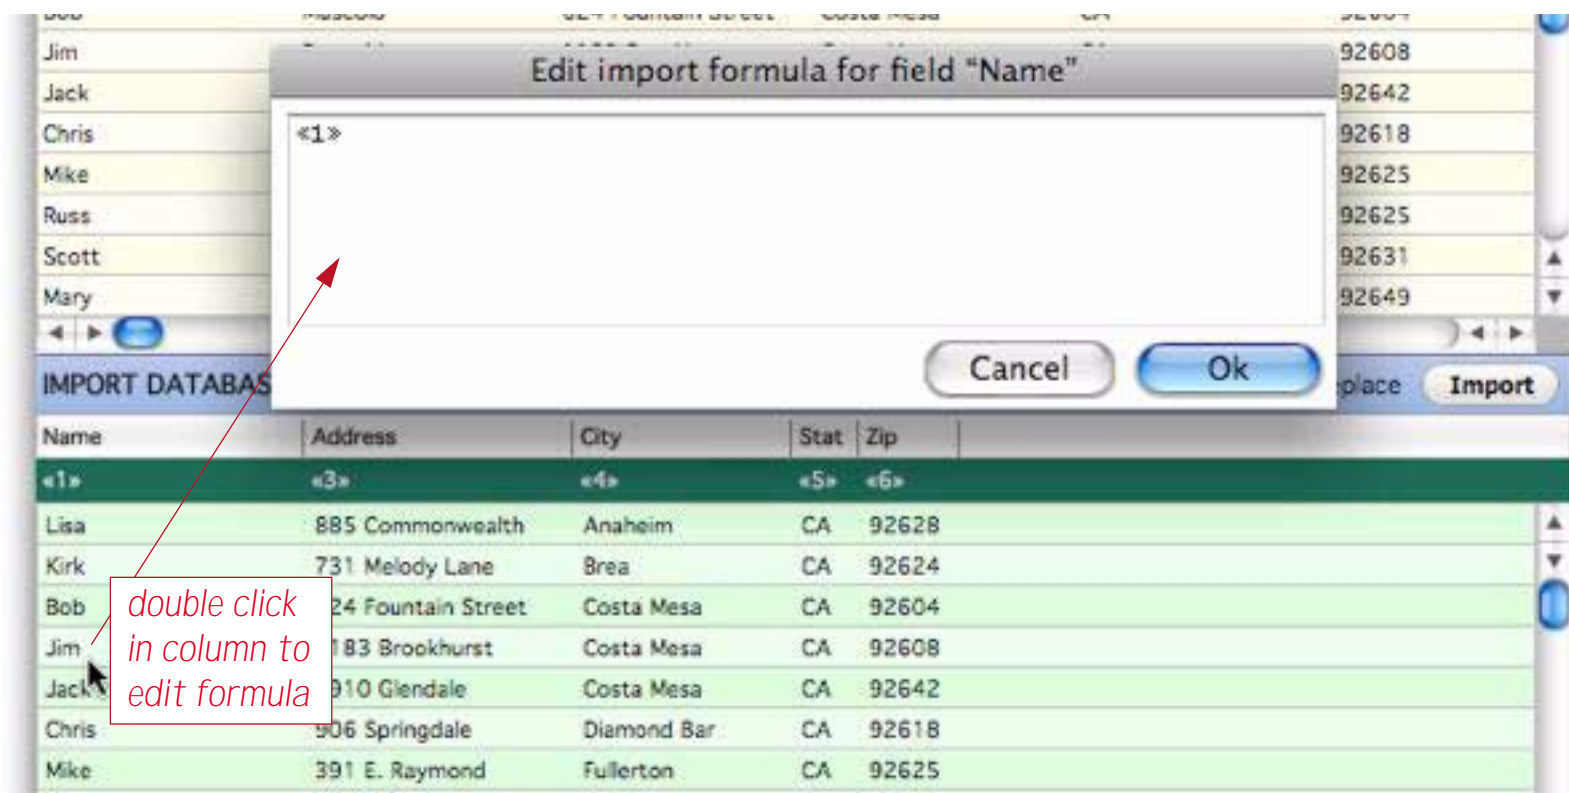 Jim 92608
Edit import formula for field “Name”
Jack 92642
Chris «1» 92618
Mike 92625
Russ 92625
Scott 92631
Mary 92649
Cancel Ok
IMPORT DATABAS place Import
Name Address City Stat Zip
«1» «3» «4» «5» «6»
Lisa 885 Commonwealth Anaheim CA 92628
Kirk 731 Melody Lane Brea CA 92624
Bob 24 Fountain Street Costa Mesa CA 92604
Jim 183 Brookhurst Costa Mesa CA 92608
Jack 910 Glendale Costa Mesa CA 92642
Chris 906 Springdale Diamond Bar CA 92618
Mike 391 E. Raymond Fullerton CA 92625
double click
in column to
edit formula